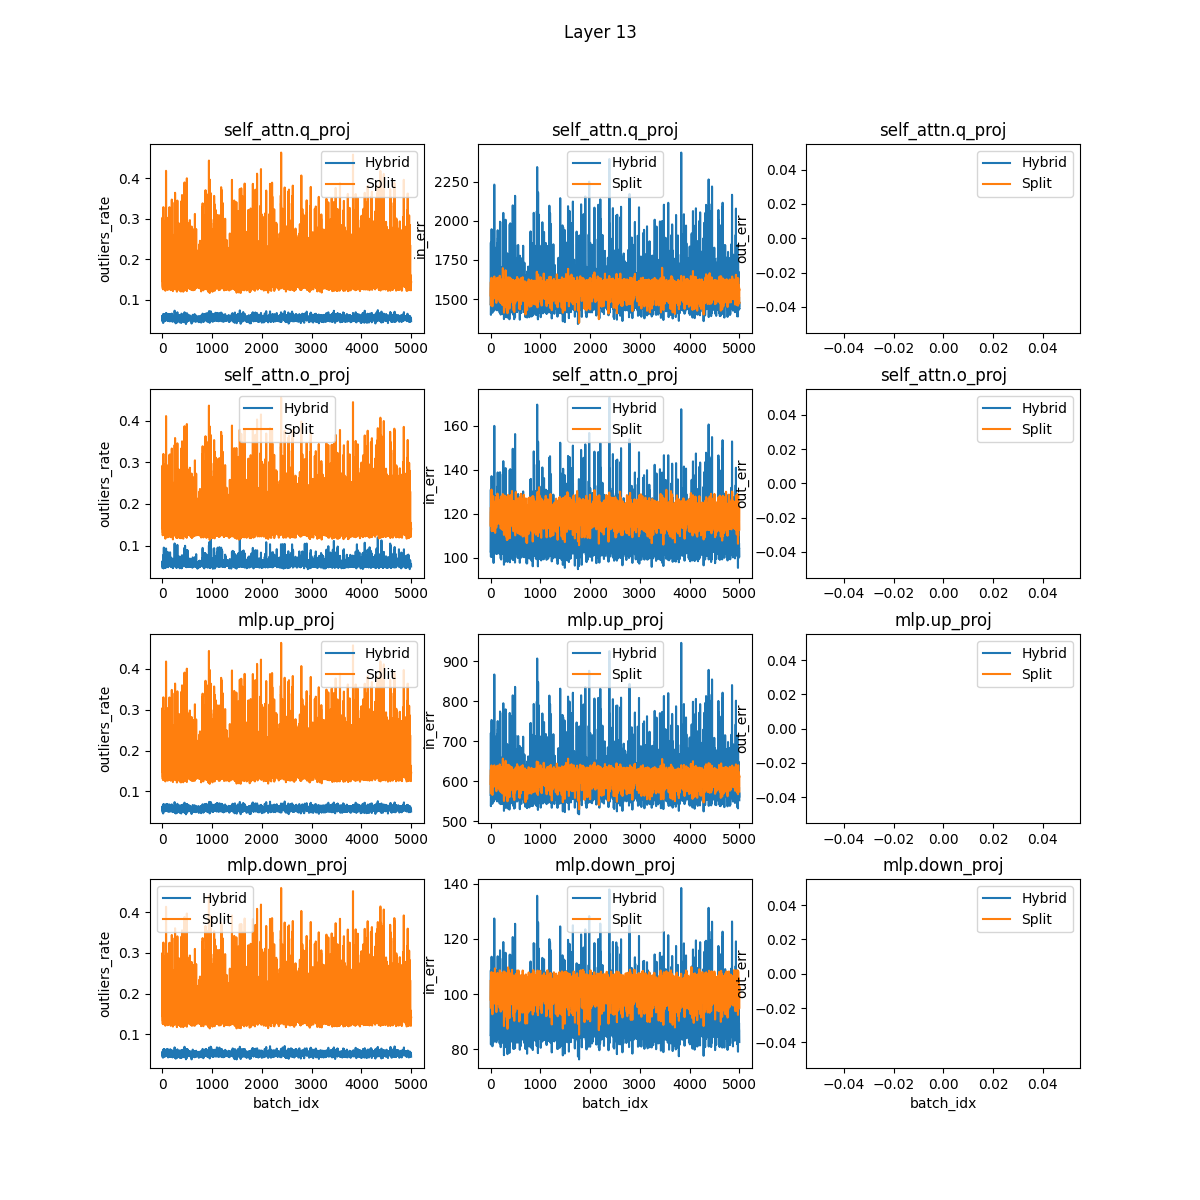 Layer 13
self_attn.q_proj self_attn.q_proj self_attn.q_proj
outliers_rate
0.4
0.3
0.2
0.1
0 1000 2000 3000 4000 5000
Hybrid
Split
in_err
2250
2000
1750
1500
0 1000 2000 3000 4000 5000
Hybrid
Split
out_err
0.04
0.02
0.00
−0.02
−0.04
−0.04 −0.02 0.00 0.02 0.04
Hybrid
Split
self_attn.o_proj self_attn.o_proj self_attn.o_proj
outliers_rate
0.4
0.3
0.2
0.1
0 1000 2000 3000 4000 5000
Hybrid
Split
in_err
160
140
120
100
0 1000 2000 3000 4000 5000
Hybrid
Split
out_err
0.04
0.02
0.00
−0.02
−0.04
−0.04 −0.02 0.00 0.02 0.04
Hybrid
Split
mlp.up_proj mlp.up_proj mlp.up_proj
outliers_rate
0.4
0.3
0.2
0.1
0 1000 2000 3000 4000 5000
Hybrid
Split
in_err
900
800
700
600
500
0 1000 2000 3000 4000 5000
Hybrid
Split
out_err
0.04
0.02
0.00
−0.02
−0.04
−0.04 −0.02 0.00 0.02 0.04
Hybrid
Split
mlp.down_proj mlp.down_proj mlp.down_proj
outliers_rate
0.4
0.3
0.2
0.1
0 1000 2000 3000 4000 5000
batch_idx
Hybrid
Split
in_err
140
120
100
80
0 1000 2000 3000 4000 5000
batch_idx
Hybrid
Split
out_err
0.04
0.02
0.00
−0.02
−0.04
−0.04 −0.02 0.00 0.02 0.04
batch_idx
Hybrid
Split